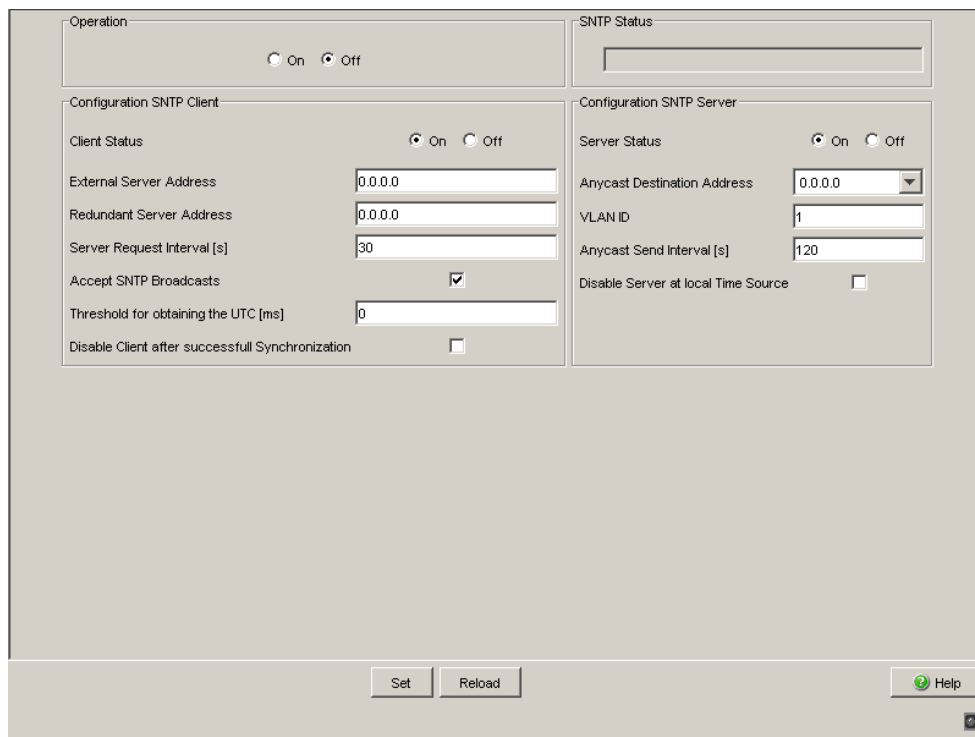 Operation
On Off
SNTP Status
Configuration SNTP Client
Client Status On Off
External Server Address 0.0.0.0
Redundant Server Address 0.0.0.0
Server Request Interval [s] 30
Accept SNTP Broadcasts
Threshold for obtaining the UTC [ms] 0
Disable Client after successfull Synchronization
Configuration SNTP Server
Server Status On Off
Anycast Destination Address 0.0.0.0
VLAN ID 1
Anycast Send Interval [s] 120
Disable Server at local Time Source
Set Reload Help